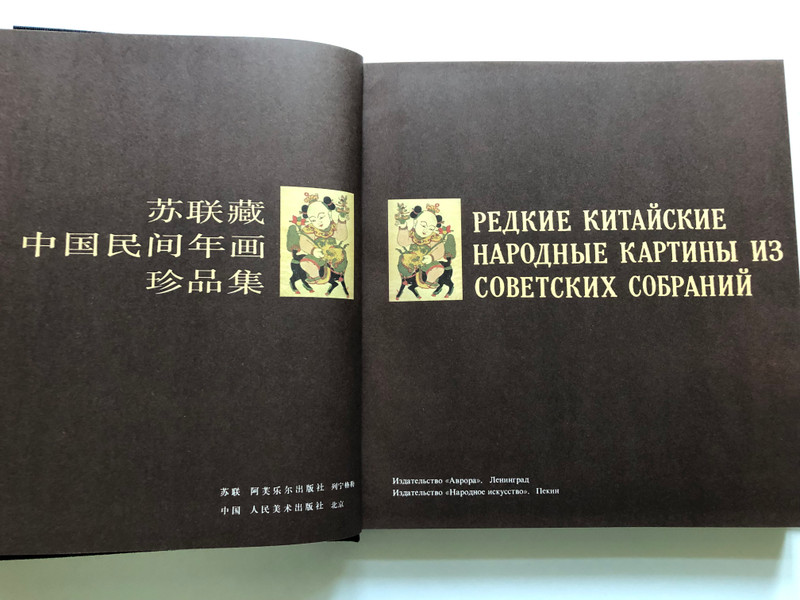 苏联藏
中国民间年画
珍品集
苏联 阿芙乐尔出版社 列宁格勒
中国 人民美术出版社 北京
РЕДКИЕ КИТАЙСКИЕ
НАРОДНЫЕ КАРТИНЫ ИЗ
СОВЕТСКИХ СОБРАНИЙ
Издательство «Аврора». Ленинград
Издательство «Народное искусство». Пекин